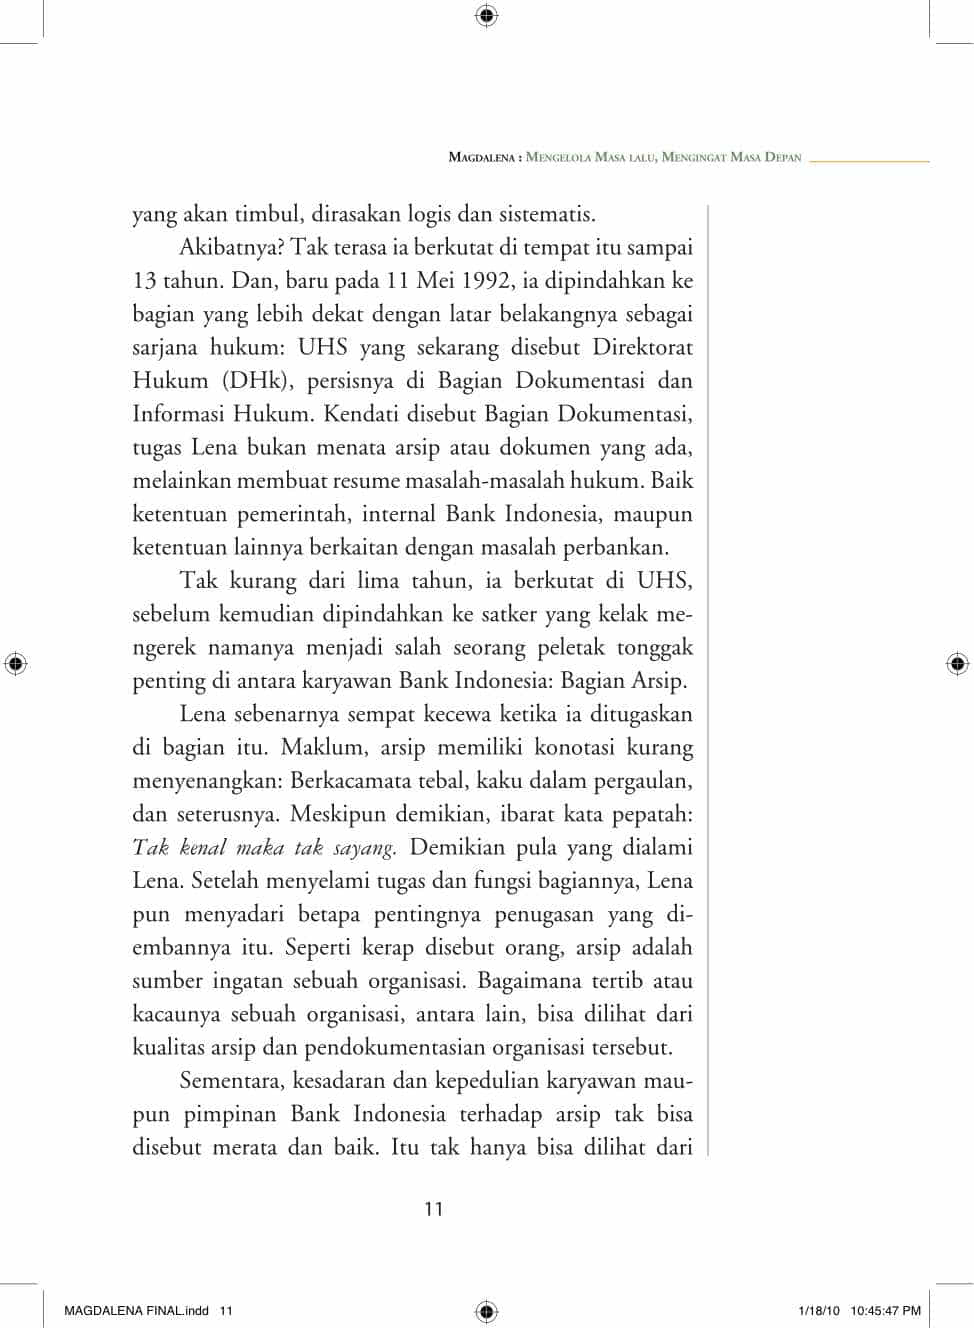 Magdalena : Mengelola Masa lalu, Mengingat Masa Depan
yang akan timbul, dirasakan logis dan sistematis.
Akibatnya? Tak terasa ia berkutat di tempat itu sampai
13 tahun. Dan, baru pada 11 Mei 1992, ia dipindahkan ke
bagian yang lebih dekat dengan latar belakangnya sebagai
sarjana hukum: UHS yang sekarang disebut Direktorat
Hukum (DHk), persisnya di Bagian Dokumentasi dan
Informasi Hukum. Kendati disebut Bagian Dokumentasi,
tugas Lena bukan menata arsip atau dokumen yang ada,
melainkan membuat resume masalah-masalah hukum. Baik
ketentuan pemerintah, internal Bank Indonesia, maupun
ketentuan lainnya berkaitan dengan masalah perbankan.
Tak kurang dari lima tahun, ia berkutat di UHS,
sebelum kemudian dipindahkan ke satker yang kelak me-
ngerek namanya menjadi salah seorang peletak tonggak
penting di antara karyawan Bank Indonesia: Bagian Arsip.
Lena sebenarnya sempat kecewa ketika ia ditugaskan
di bagian itu. Maklum, arsip memiliki konotasi kurang
menyenangkan: Berkacamata tebal, kaku dalam pergaulan,
dan seterusnya. Meskipun demikian, ibarat kata pepatah:
Tak kenal maka tak sayang. Demikian pula yang dialami
Lena. Setelah menyelami tugas dan fungsi bagiannya, Lena
pun menyadari betapa pentingnya penugasan yang di-
embannya itu. Seperti kerap disebut orang, arsip adalah
sumber ingatan sebuah organisasi. Bagaimana tertib atau
kacaunya sebuah organisasi, antara lain, bisa dilihat dari
kualitas arsip dan pendokumentasian organisasi tersebut.
Sementara, kesadaran dan kepedulian karyawan mau-
pun pimpinan Bank Indonesia terhadap arsip tak bisa
disebut merata dan baik. Itu tak hanya bisa dilihat dari
11
MAGDALENA FINAL.indd 11
1/18/10 10:45:47 PM